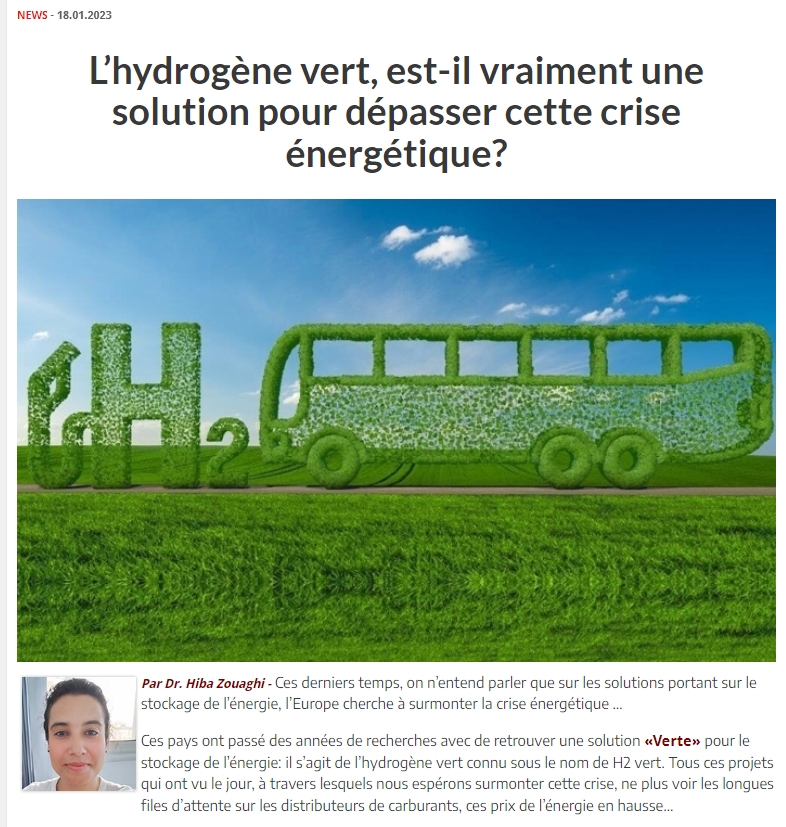 NEWS - 18.01.2023
L’hydrogène vert, est-il vraiment une
solution pour dépasser cette crise
énergétique?
H2
Par Dr. Hiba Zouaghi - Ces derniers temps, on n’entend parler que sur les solutions portant sur le
stockage de l’énergie, l’Europe cherche à surmonter la crise énergétique ...
Ces pays ont passé des années de recherches avec de retrouver une solution «Verte» pour le
stockage de l’énergie: il s’agit de l’hydrogène vert connu sous le nom de H2 vert. Tous ces projets
qui ont vu le jour, à travers lesquels nous espérons surmonter cette crise, ne plus voir les longues
files d’attente sur les distributeurs de carburants, ces prix de l’énergie en hausse...